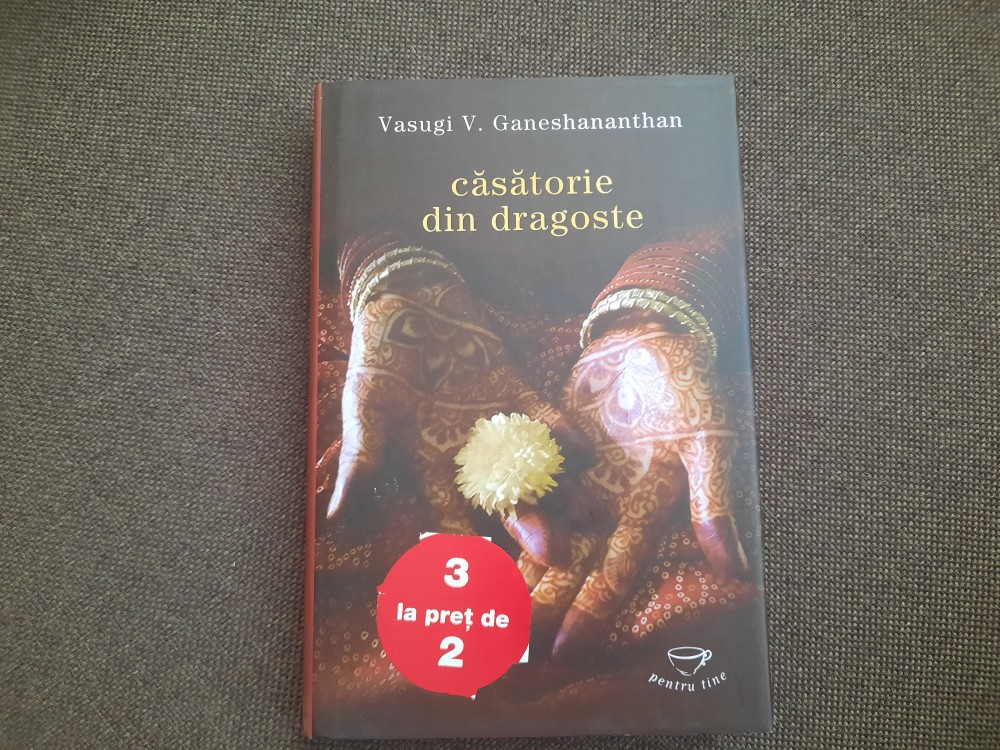 Vasugi V. Ganeshananthan
căsătorie
din dragoste
3
la preț de
2
pentru tine